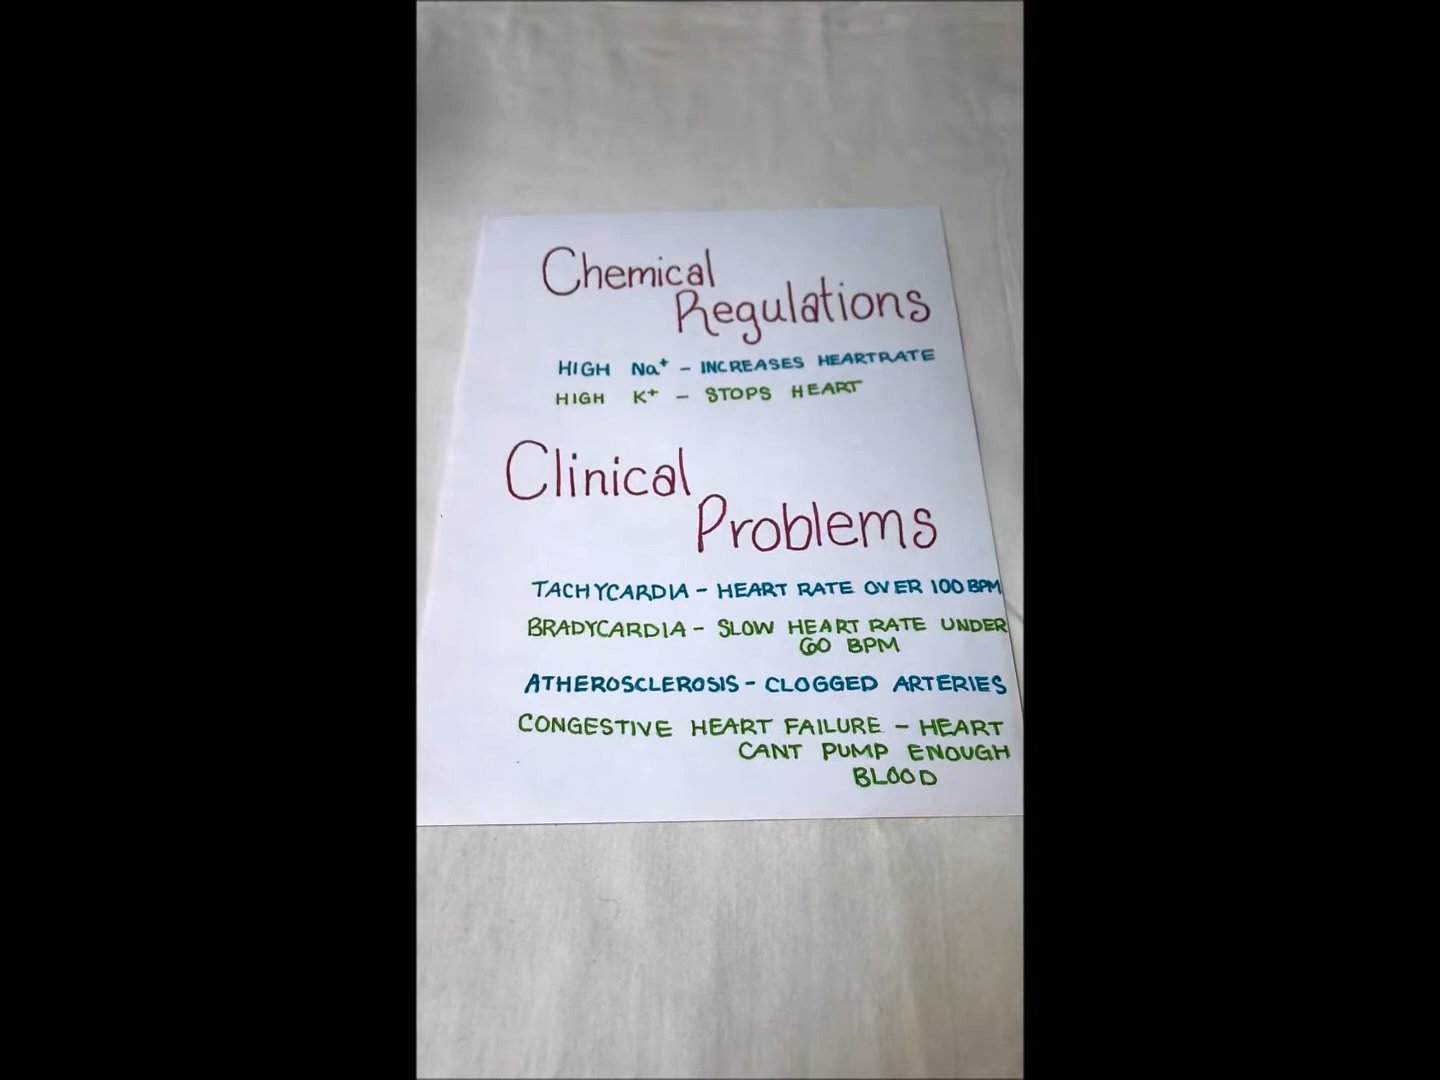 Chemical
Regulations
HIGH Na⁺ - INCREASES HEARTRATE
HIGH K⁺ - STOPS HEART
Clinical
Problems
TACHYCARDIA - HEART RATE OVER 100 BPM
BRADYCARDIA - SLOW HEART RATE UNDER
60 BPM
ATHEROSCLEROSIS - CLOGGED ARTERIES
CONGESTIVE HEART FAILURE - HEART
CANT PUMP ENOUGH
BLOOD